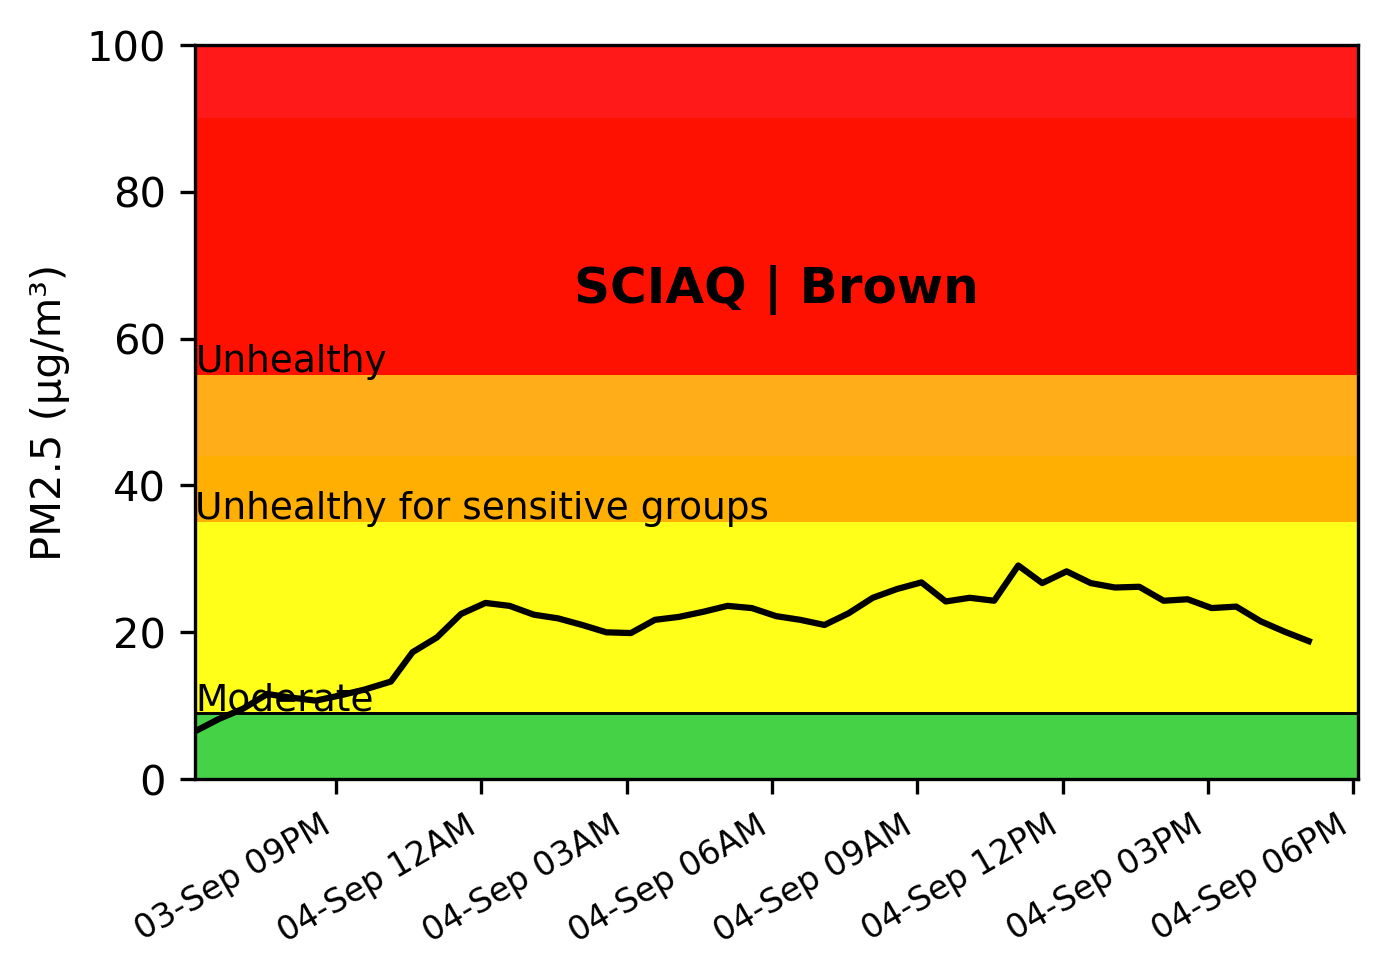 100
80
60
40
20
0
PM2.5 (µg/m³)
SCIAQ | Brown
Unhealthy
Unhealthy for sensitive groups
Moderate
03-Sep 09PM
04-Sep 12AM
04-Sep 03AM
04-Sep 06AM
04-Sep 09AM
04-Sep 12PM
04-Sep 03PM
04-Sep 06PM